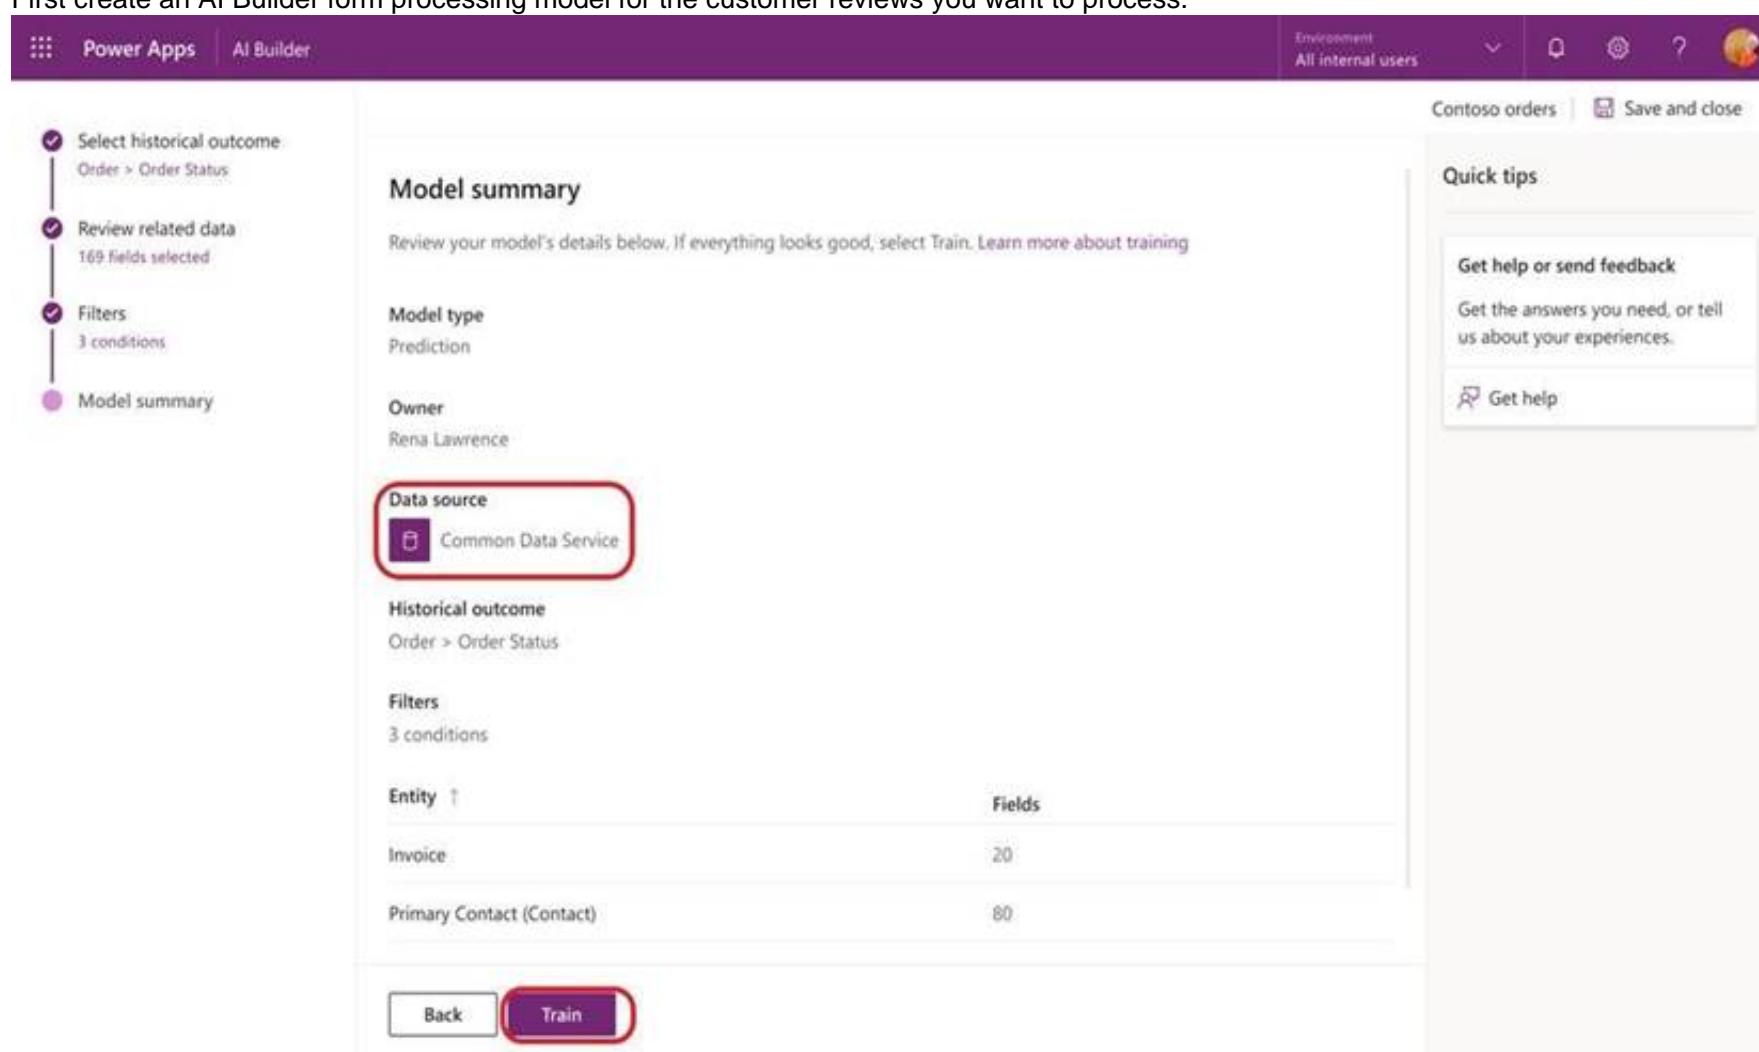 First create an AI Builder form processing model for the customer reviews you want to process.
Power Apps AI Builder
Environment
All internal users
?
Contoso orders
Save and close
Select historical outcome
Order > Order Status
Review related data
169 fields selected
Filters
3 conditions
Model summary
Model summary
Review your model's details below. If everything looks good, select Train. Learn more about training
Model type
Prediction
Owner
Rena Lawrence
Data source
Common Data Service
Historical outcome
Order > Order Status
Filters
3 conditions
Entity ↑ Fields
Invoice 20
Primary Contact (Contact) 80
Back
Train
Quick tips
Get help or send feedback
Get the answers you need, or tell
us about your experiences.
Get help